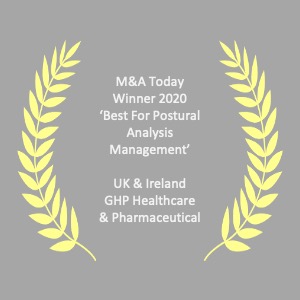 M&A Today
Winner 2020
‘Best For Postural
Analysis
Management’
UK & Ireland
GHP Healthcare
& Pharmaceutical